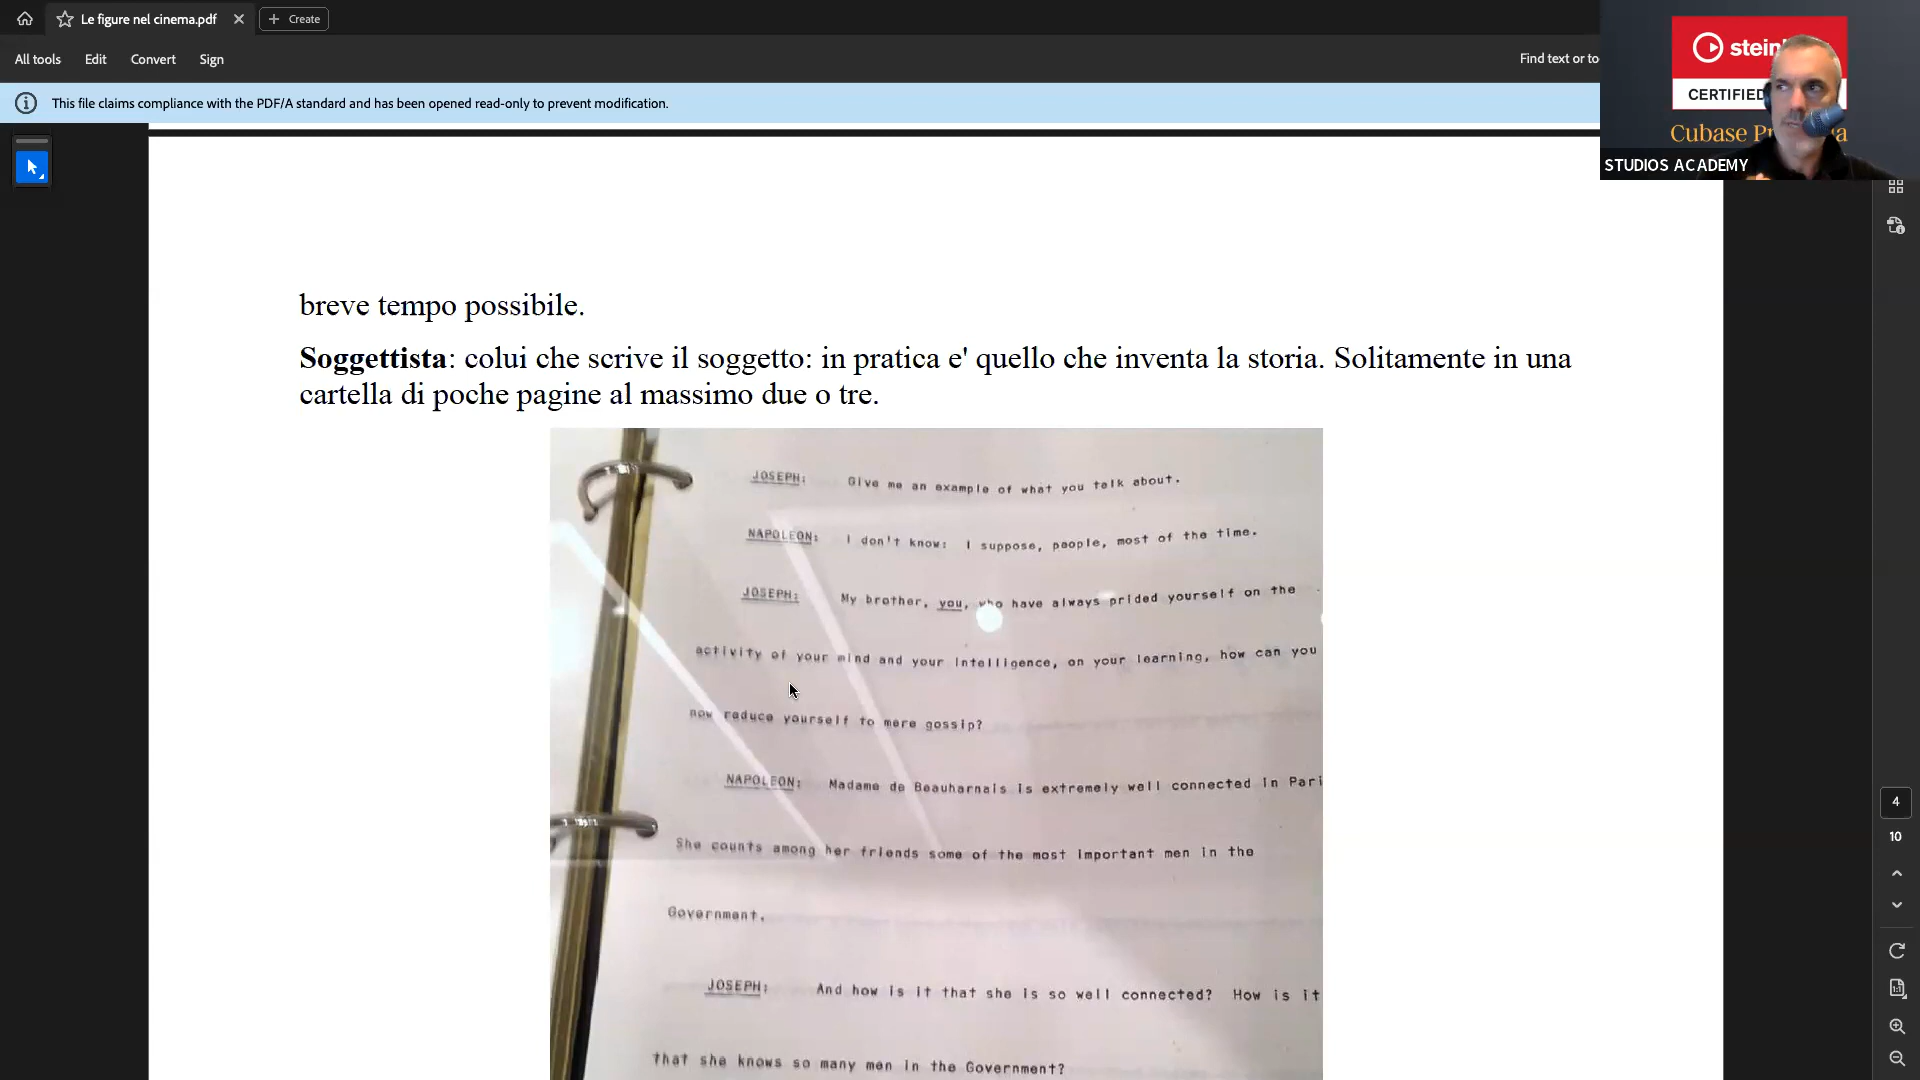 Le figure nel cinema.pdf
Create
All tools Edit Convert Sign
Find text or to
This file claims compliance with the PDF/A standard and has been opened read-only to prevent modification.
CERTIFIED
Cubase
STUDIOS ACADEMY
breve tempo possibile.
Soggettista: colui che scrive il soggetto: in pratica e' quello che inventa la storia. Solitamente in una
cartella di poche pagine al massimo due o tre.
JOSEPH: Give me an example of what you talk about.
NAPOLEON: I don't know: I suppose, people, most of the time.
JOSEPH: My brother, you, who have always prided yourself on the
activity of your mind and your intelligence, on your learning, how can you
now reduce yourself to mere gossip?
NAPOLEON: Madame de Beauharnais is extremely well connected in Pari
She counts among her friends some of the most important men in the
Government.
JOSEPH: And how is it that she is so well connected? How is it
that she knows so many men in the Government?
4
10